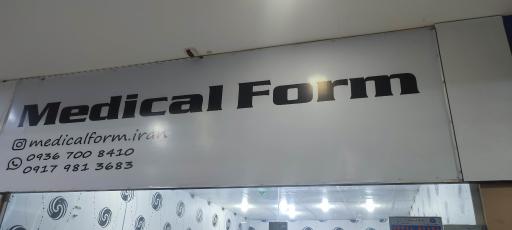 Medical Form
medicalform.iran
0936 700 8410
0917 981 3683